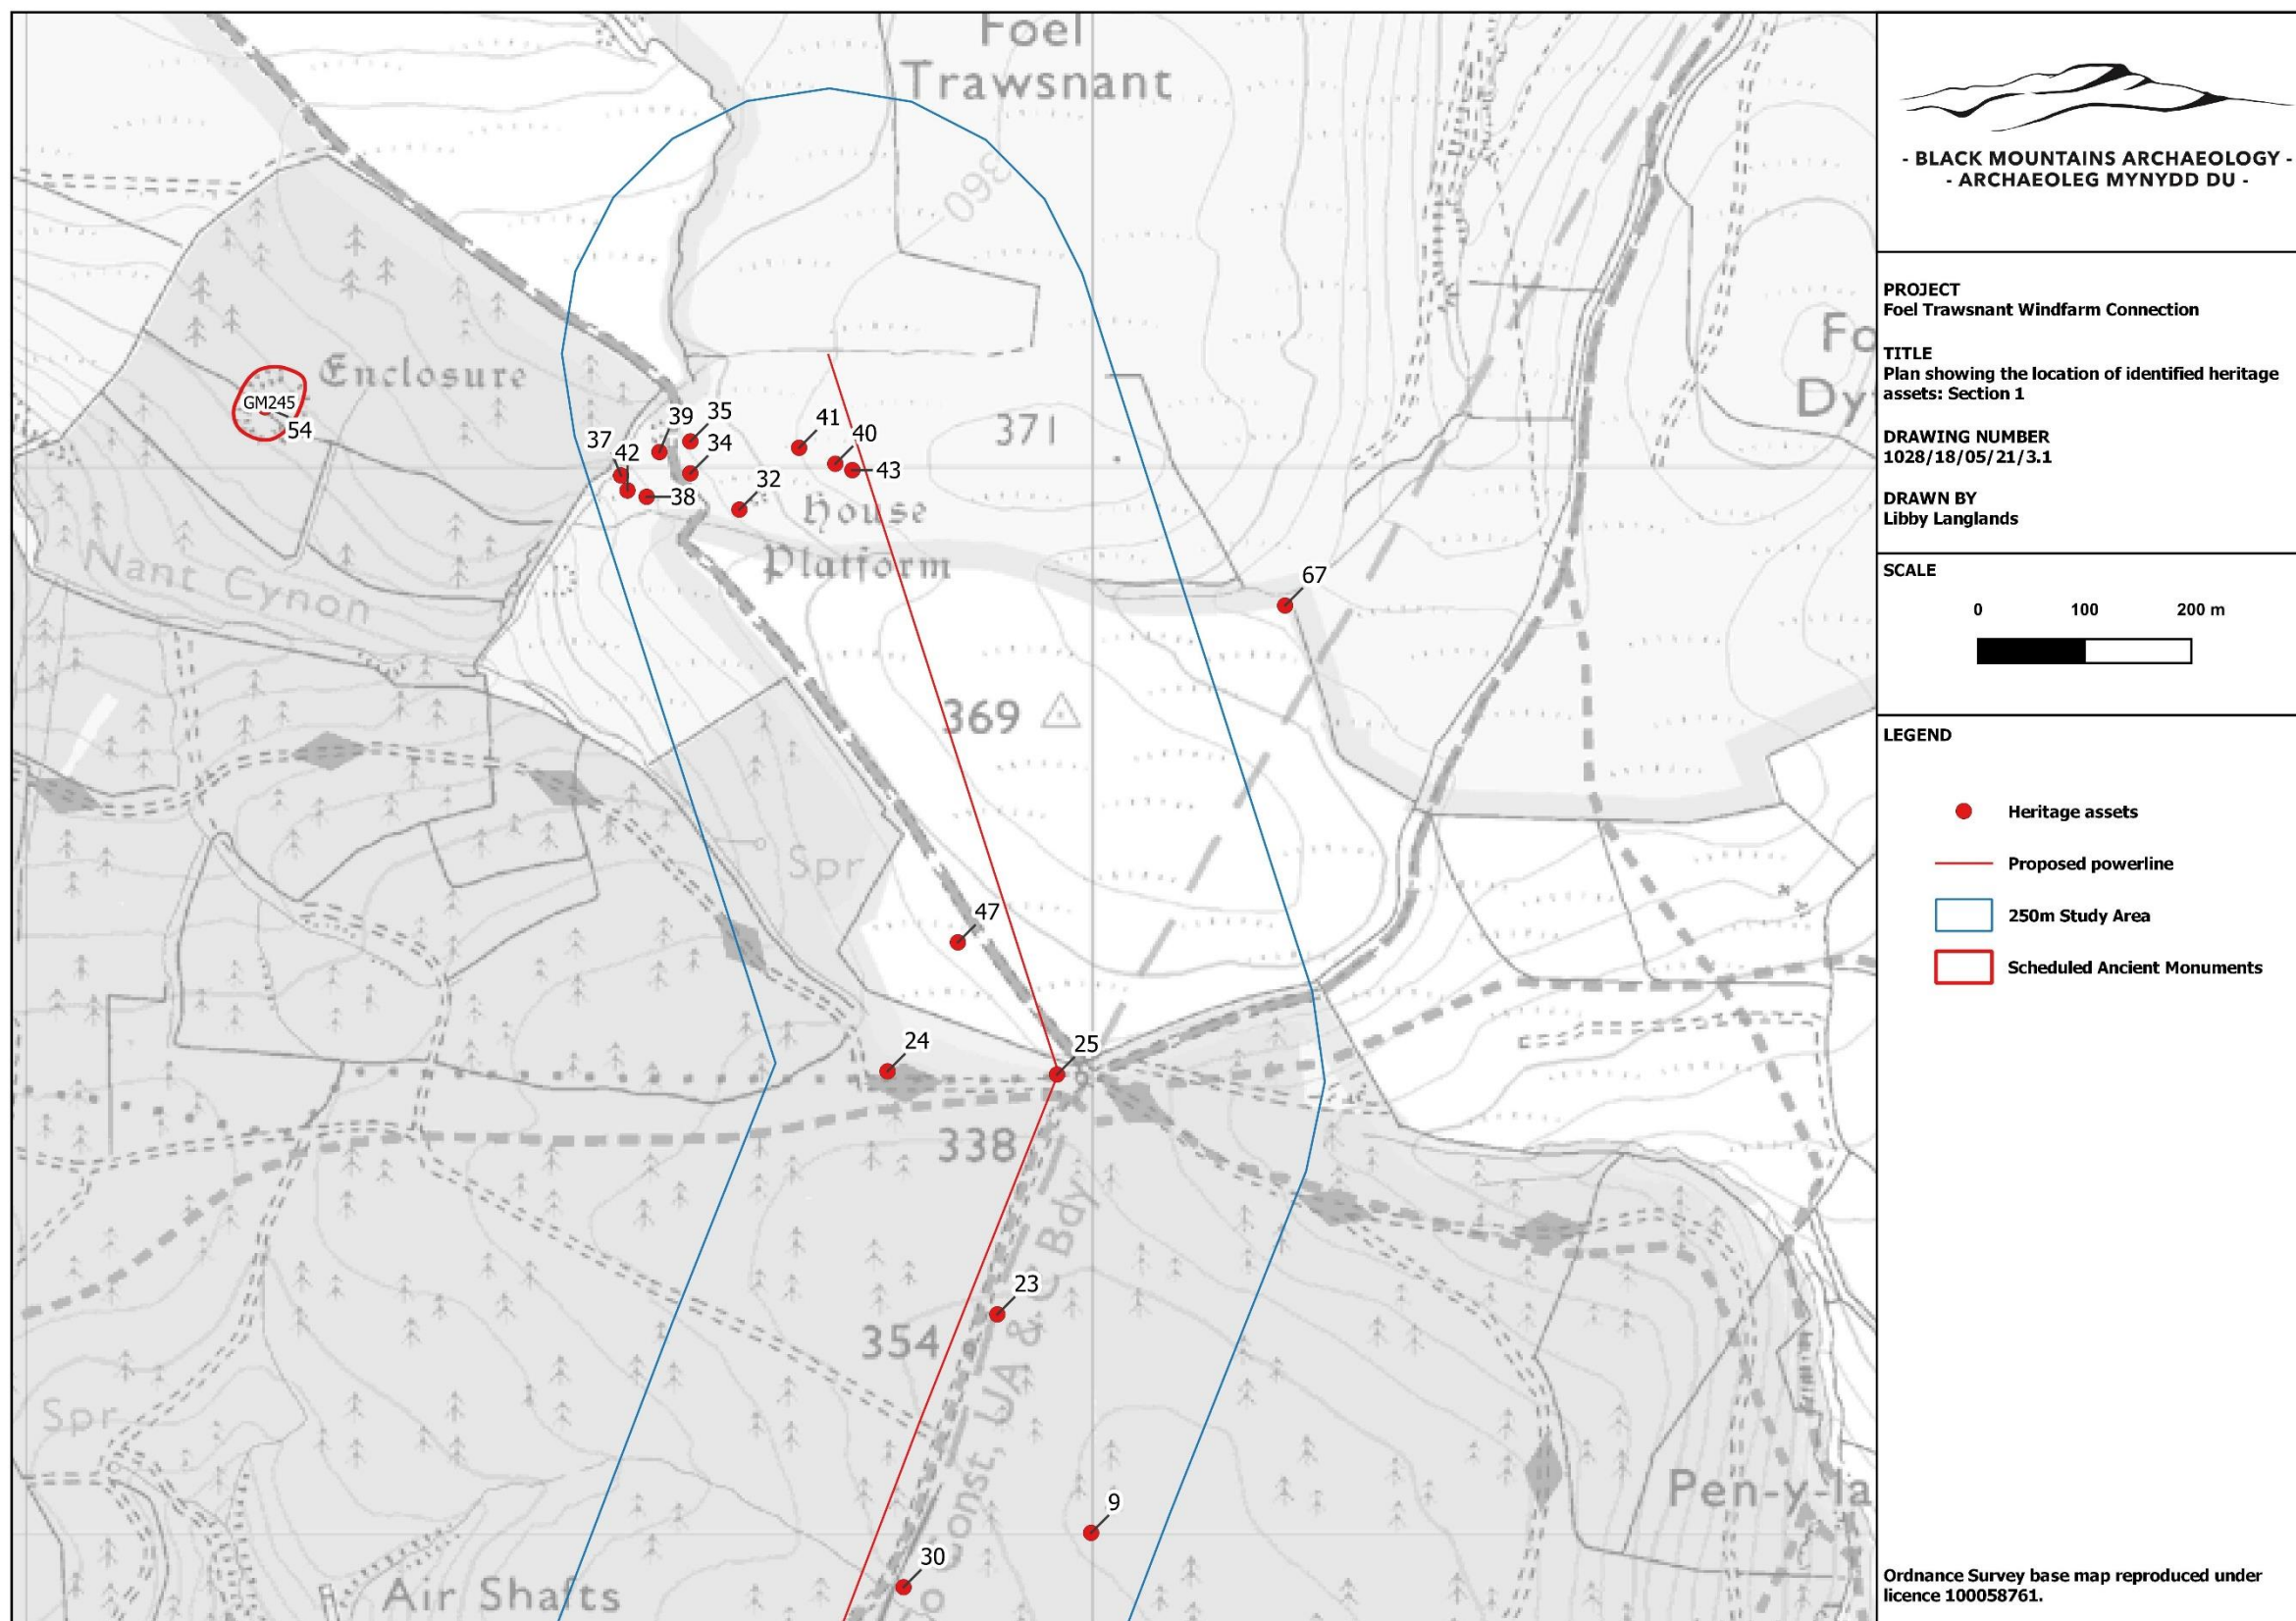 Foel
Trawsnant
360
Enclosure
GM245
54
371
39
35
37
42
34
41
40
43
38
32
House
Platform
Nant Cynon
67
Fo
Dy
369
Spr
47
24
25
338
23
354
Const, UA & C Bdy
Spr
9
30
Air Shafts
Pen-y-la
- BLACK MOUNTAINS ARCHAEOLOGY -
- ARCHAEOLEG MYNYDD DU -
PROJECT
Foel Trawsnant Windfarm Connection
TITLE
Plan showing the location of identified heritage
assets: Section 1
DRAWING NUMBER
1028/18/05/21/3.1
DRAWN BY
Libby Langlands
SCALE
0 100 200 m
LEGEND
Heritage assets
Proposed powerline
250m Study Area
Scheduled Ancient Monuments
Ordnance Survey base map reproduced under
licence 100058761.